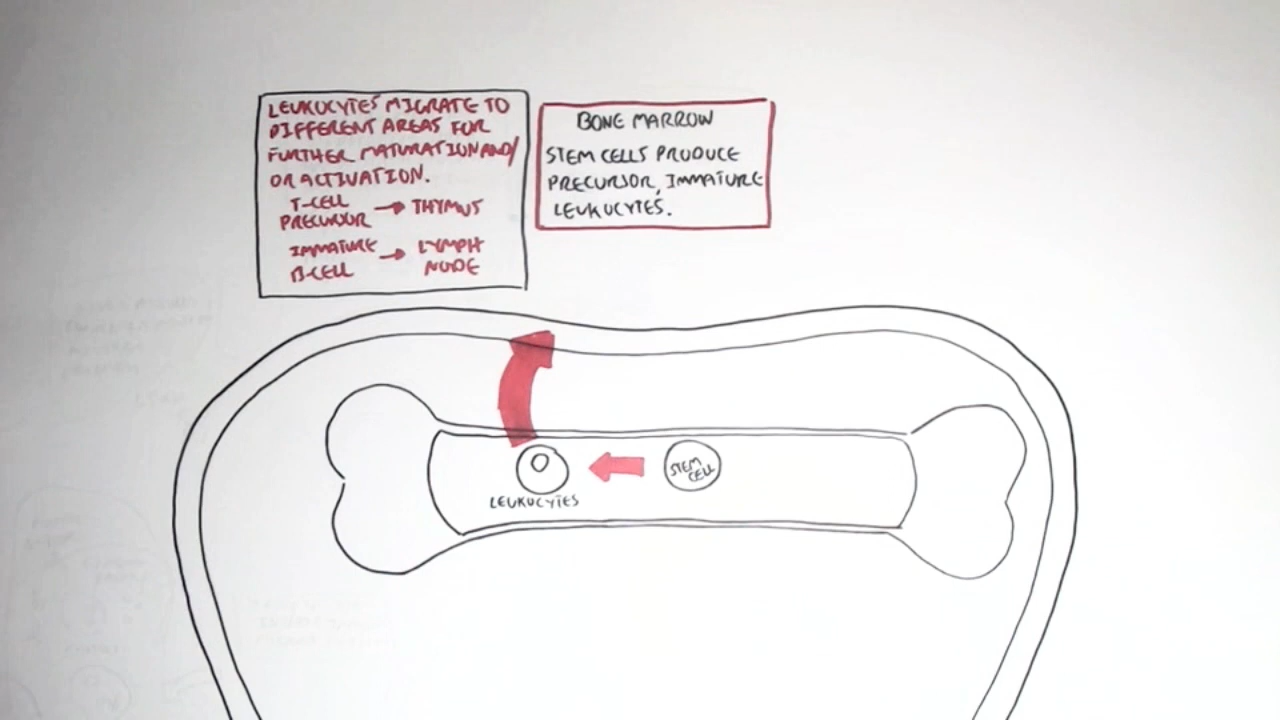 LEUKOCYTES MIGRATE TO
DIFFERENT AREAS FOR
FURTHER MATURATION AND/
OR ACTIVATION.
T-CELL
PRECURSOR → THYMUS
IMMATURE → LYMPH
B-CELL NODE
BONE MARROW
STEM CELLS PRODUCE
PRECURSOR, IMMATURE
LEUKOCYTES.
STEM
CELL
LEUKOCYTES